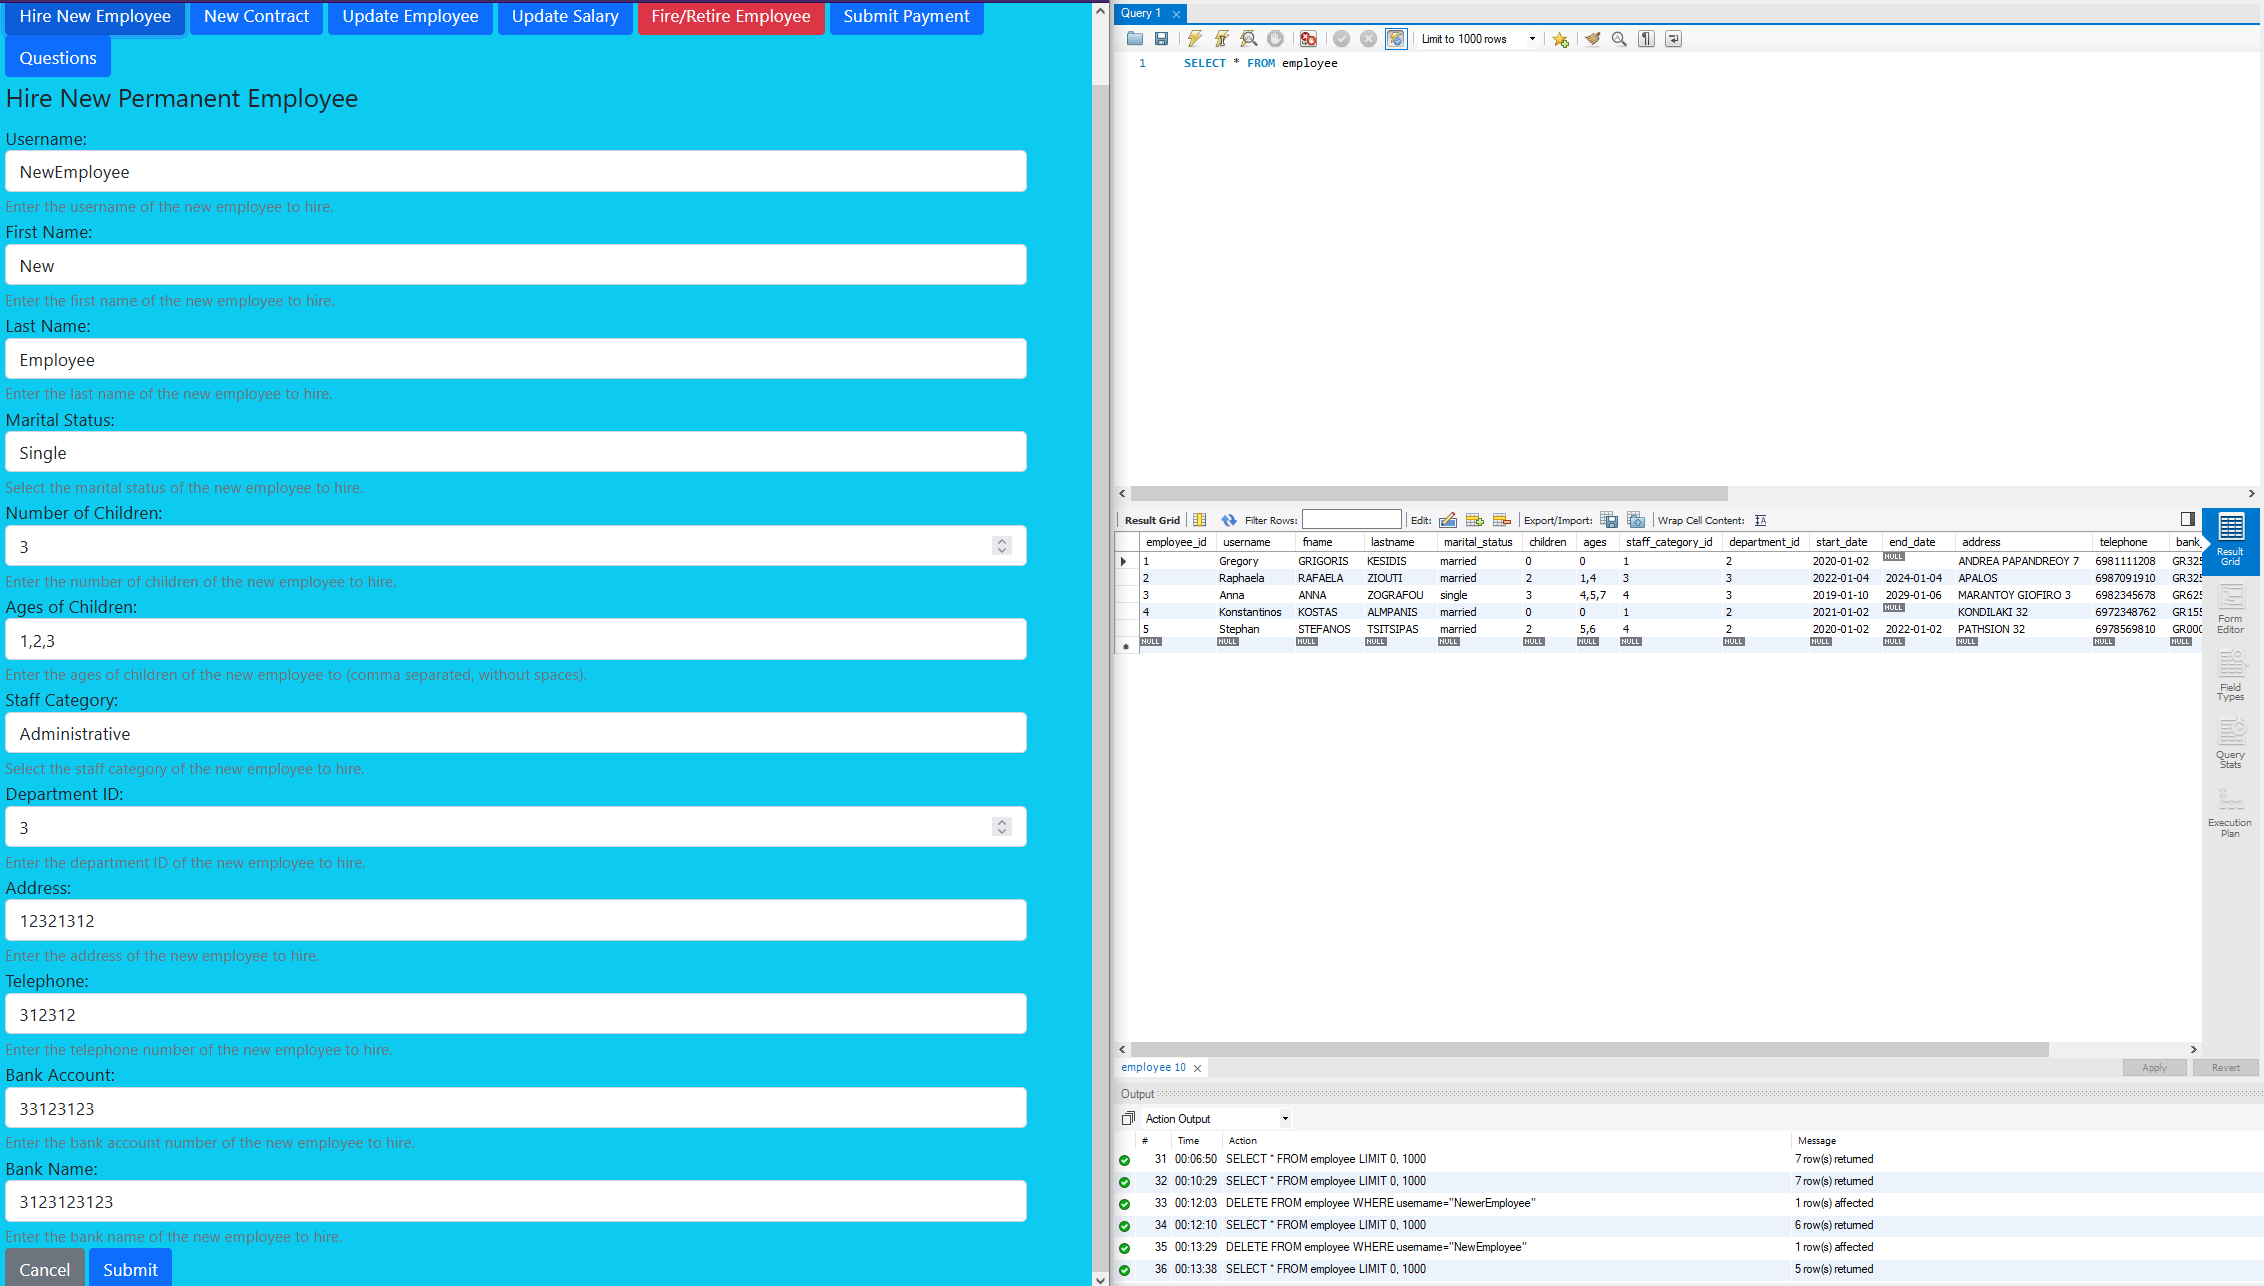 Hire New Employee New Contract Update Employee Update Salary Fire/Retire Employee Submit Payment
Questions
Hire New Permanent Employee
Username:
NewEmployee
Enter the username of the new employee to hire.
First Name:
New
Enter the first name of the new employee to hire.
Last Name:
Employee
Enter the last name of the new employee to hire.
Marital Status:
Single
Select the marital status of the new employee to hire.
Number of Children:
3
Enter the number of children of the new employee to hire.
Ages of Children:
1,2,3
Enter the ages of children of the new employee to (comma separated, without spaces).
Staff Category:
Administrative
Select the staff category of the new employee to hire.
Department ID:
3
Enter the department ID of the new employee to hire.
Address:
12321312
Enter the address of the new employee to hire.
Telephone:
312312
Enter the telephone number of the new employee to hire.
Bank Account:
33123123
Enter the bank account number of the new employee to hire.
Bank Name:
3123123123
Enter the bank name of the new employee to hire.
Cancel Submit
Query 1
Limit to 1000 rows
1 SELECT * FROM employee
Result Grid Filter Rows: Edit: Export/Import: Wrap Cell Content:
employee_id username fname lastname marital_status children ages staff_category_id department_id start_date end_date address telephone bank_
1 Gregory GRIGORIS KESIDIS married 0 0 1 2 2020-01-02 NULL ANDREA PAPANDREOY 7 6981111208 GR325
2 Raphaela RAFAELA ZIOUTI married 2 1,4 3 3 2022-01-04 2024-01-04 APALOS 6987091910 GR325
3 Anna ANNA ZOGRAFOU single 3 4,5,7 4 3 2019-01-10 2029-01-06 MARANTOY GIOFIRO 3 6982345678 GR625
4 Konstantinos KOSTAS ALMPANIS married 0 0 1 2 2021-01-02 NULL KONDILAKI 32 6972348762 GR155
5 Stephan STEFANOS TSITSIPAS married 2 5,6 4 2 2020-01-02 2022-01-02 PATHSION 32 6978569810 GR000
NULL NULL NULL NULL NULL NULL NULL NULL NULL NULL NULL NULL NULL NULL
Result
Grid
Form
Editor
Field
Types
Query
Stats
Execution
Plan
employee 10
Apply Revert
Output
Action Output
# Time Action Message
31 00:06:50 SELECT * FROM employee LIMIT 0, 1000 7 row(s) returned
32 00:10:29 SELECT * FROM employee LIMIT 0, 1000 7 row(s) returned
33 00:12:03 DELETE FROM employee WHERE username="NewerEmployee" 1 row(s) affected
34 00:12:10 SELECT * FROM employee LIMIT 0, 1000 6 row(s) returned
35 00:13:29 DELETE FROM employee WHERE username="NewEmployee" 1 row(s) affected
36 00:13:38 SELECT * FROM employee LIMIT 0, 1000 5 row(s) returned